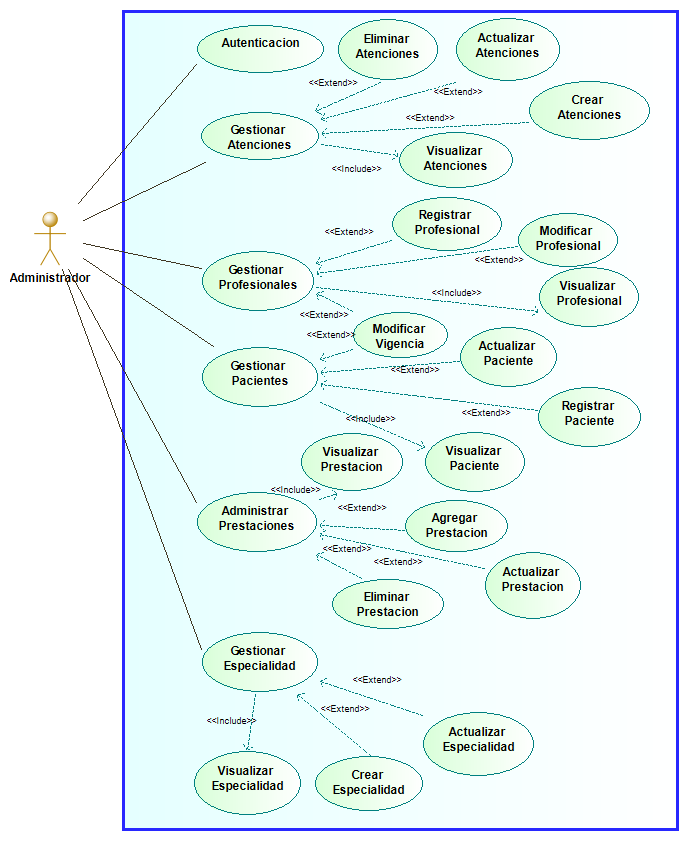 Autenticacion
Eliminar
Atenciones
Actualizar
Atenciones
<<Extend>>
<<Extend>>
Crear
Atenciones
<<Extend>>
Gestionar
Atenciones
Visualizar
Atenciones
<<Include>>
Administrador
Registrar
Profesional
<<Extend>>
Modificar
Profesional
<<Extend>>
Gestionar
Profesionales
Visualizar
Profesional
<<Include>>
<<Extend>>
Modificar
Vigencia
<<Extend>>
Actualizar
Paciente
Gestionar
Pacientes
<<Extend>>
Registrar
Paciente
<<Extend>>
<<Include>>
Visualizar
Paciente
Visualizar
Prestacion
<<Include>>
Administrar
Prestaciones
<<Extend>>
Agregar
Prestacion
<<Extend>>
<<Extend>>
Actualizar
Prestacion
Eliminar
Prestacion
Gestionar
Especialidad
<<Extend>>
<<Extend>>
<<Include>>
Actualizar
Especialidad
Visualizar
Especialidad
Crear
Especialidad